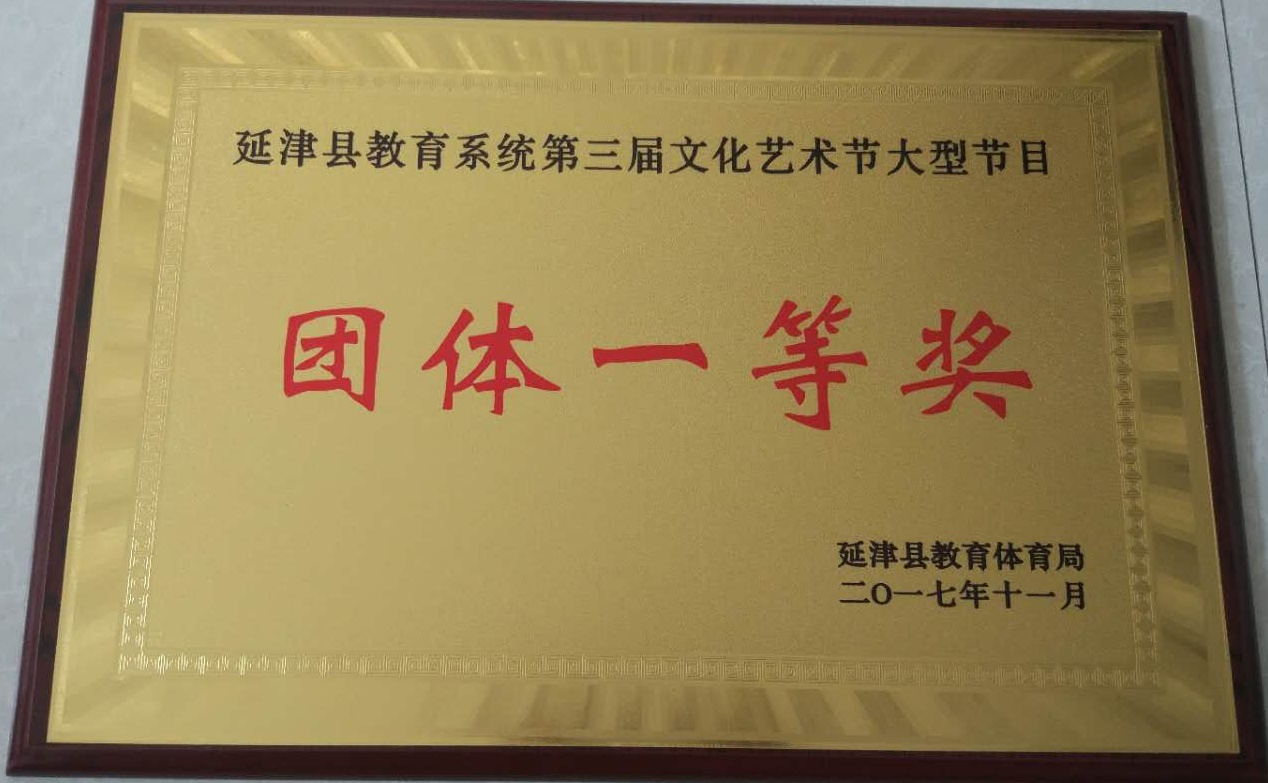 延津县教育系统第三届文化艺术节大型节目
团体一等奖
延津县教育体育局
二O一七年十一月